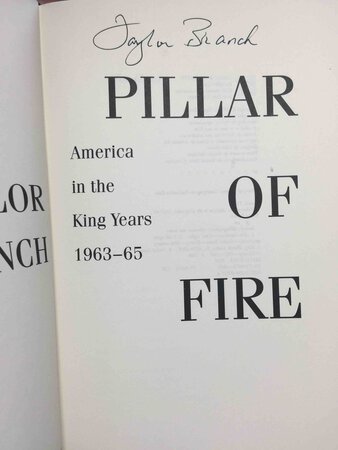 LOR
NCH
Taylor Branch
PILLAR
America
in the
King Years
1963–65
OF
FIRE